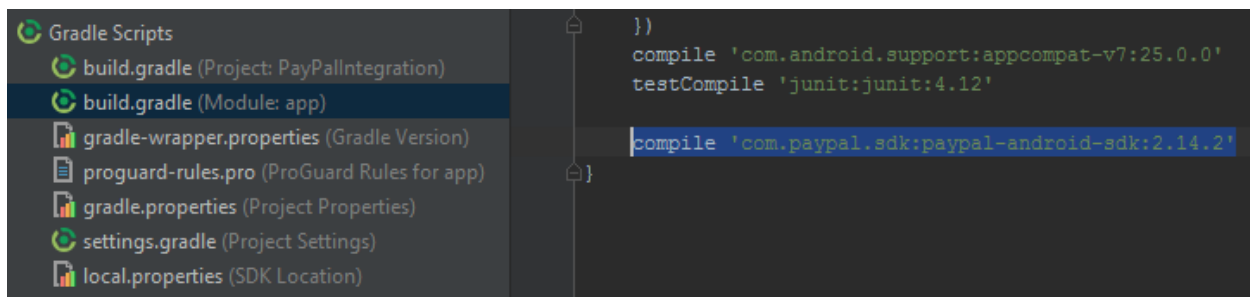 Gradle Scripts
build.gradle (Project: PayPalIntegration)
build.gradle (Module: app)
gradle-wrapper.properties (Gradle Version)
proguard-rules.pro (ProGuard Rules for app)
gradle.properties (Project Properties)
settings.gradle (Project Settings)
local.properties (SDK Location)
})
compile 'com.android.support:appcompat-v7:25.0.0'
testCompile 'junit:junit:4.12'
compile 'com.paypal.sdk:paypal-android-sdk:2.14.2'
}